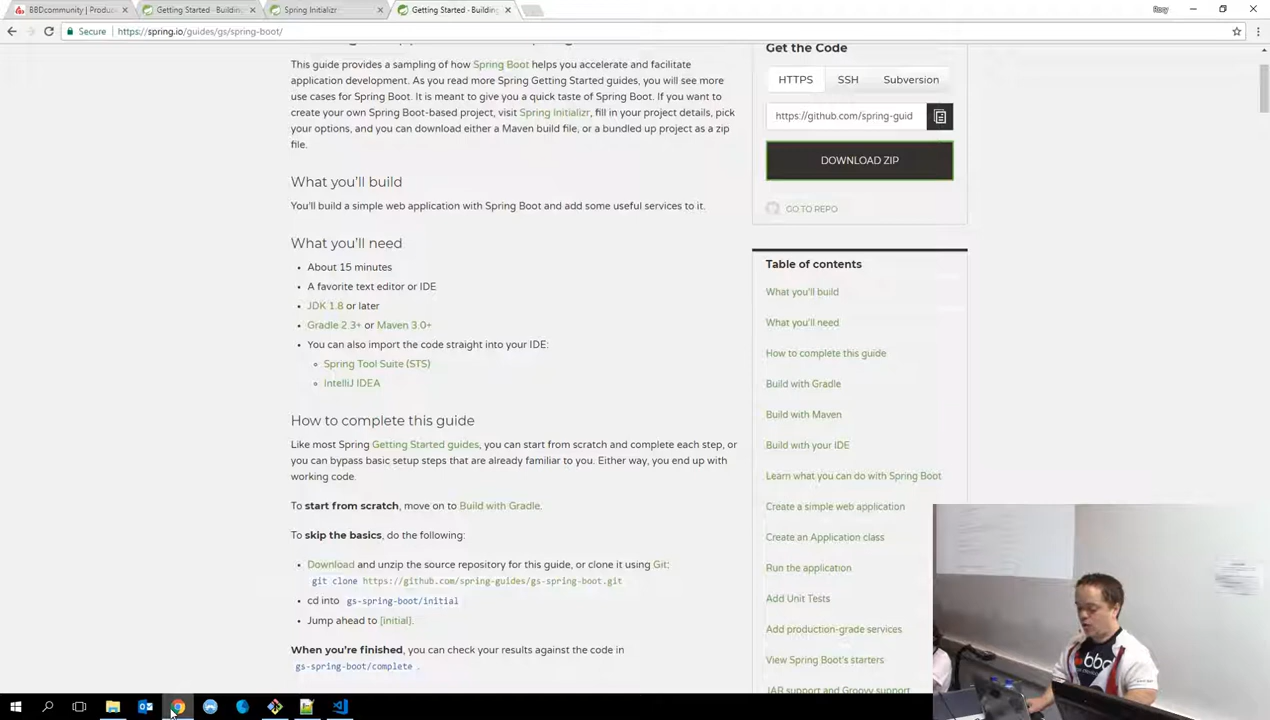 BBDcommunity | Produc
Getting Started · Building
Spring Initializr
Getting Started · Building
Secure
https://spring.io/guides/gs/spring-boot/
This guide provides a sampling of how Spring Boot helps you accelerate and facilitate
application development. As you read more Spring Getting Started guides, you will see more
use cases for Spring Boot. It is meant to give you a quick taste of Spring Boot. If you want to
create your own Spring Boot-based project, visit Spring Initializr, fill in your project details, pick
your options, and you can download either a Maven build file, or a bundled up project as a zip
file.
What you'll build
You'll build a simple web application with Spring Boot and add some useful services to it.
What you'll need
About 15 minutes
A favorite text editor or IDE
JDK 1.8 or later
Gradle 2.3+ or Maven 3.0+
You can also import the code straight into your IDE:
Spring Tool Suite (STS)
IntelliJ IDEA
How to complete this guide
Like most Spring Getting Started guides, you can start from scratch and complete each step, or
you can bypass basic setup steps that are already familiar to you. Either way, you end up with
working code.
To start from scratch, move on to Build with Gradle.
To skip the basics, do the following:
Download and unzip the source repository for this guide, or clone it using Git:
git clone https://github.com/spring-guides/gs-spring-boot.git
cd into gs-spring-boot/initial
Jump ahead to [initial].
When you're finished, you can check your results against the code in
gs-spring-boot/complete .
Get the Code
HTTPS
SSH
Subversion
https://github.com/spring-guid
DOWNLOAD ZIP
GO TO REPO
Table of contents
What you'll build
What you'll need
How to complete this guide
Build with Gradle
Build with Maven
Build with your IDE
Learn what you can do with Spring Boot
Create a simple web application
Create an Application class
Run the application
Add Unit Tests
Add production-grade services
View Spring Boot's starters
JAR support and Groovy support
bbd